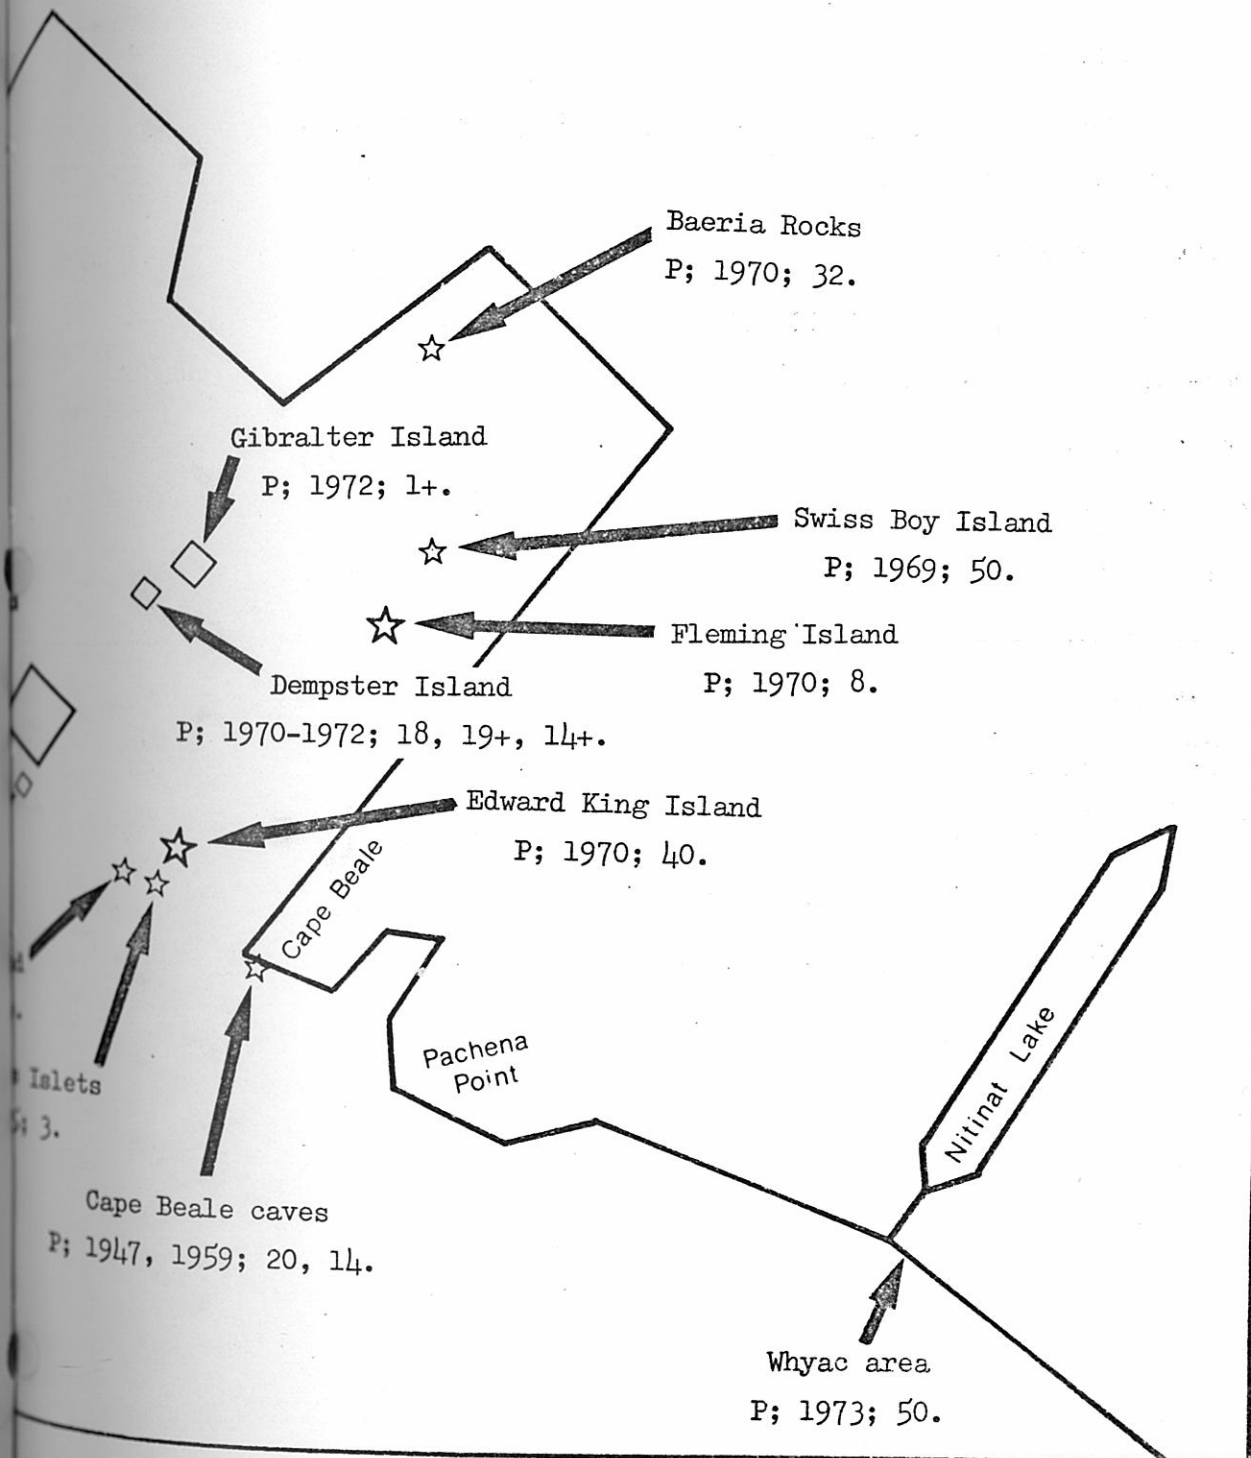 Baeria Rocks
P; 1970; 32.
Gibralter Island
P; 1972; 1+.
Swiss Boy Island
P; 1969; 50.
Fleming Island
P; 1970; 8.
Dempster Island
P; 1970-1972; 18, 19+, 14+.
Edward King Island
P; 1970; 40.
Cape Beale
Pachena
Point
Nitinat Lake
Islets
3.
Cape Beale caves
P; 1947, 1959; 20, 14.
Whyac area
P; 1973; 50.